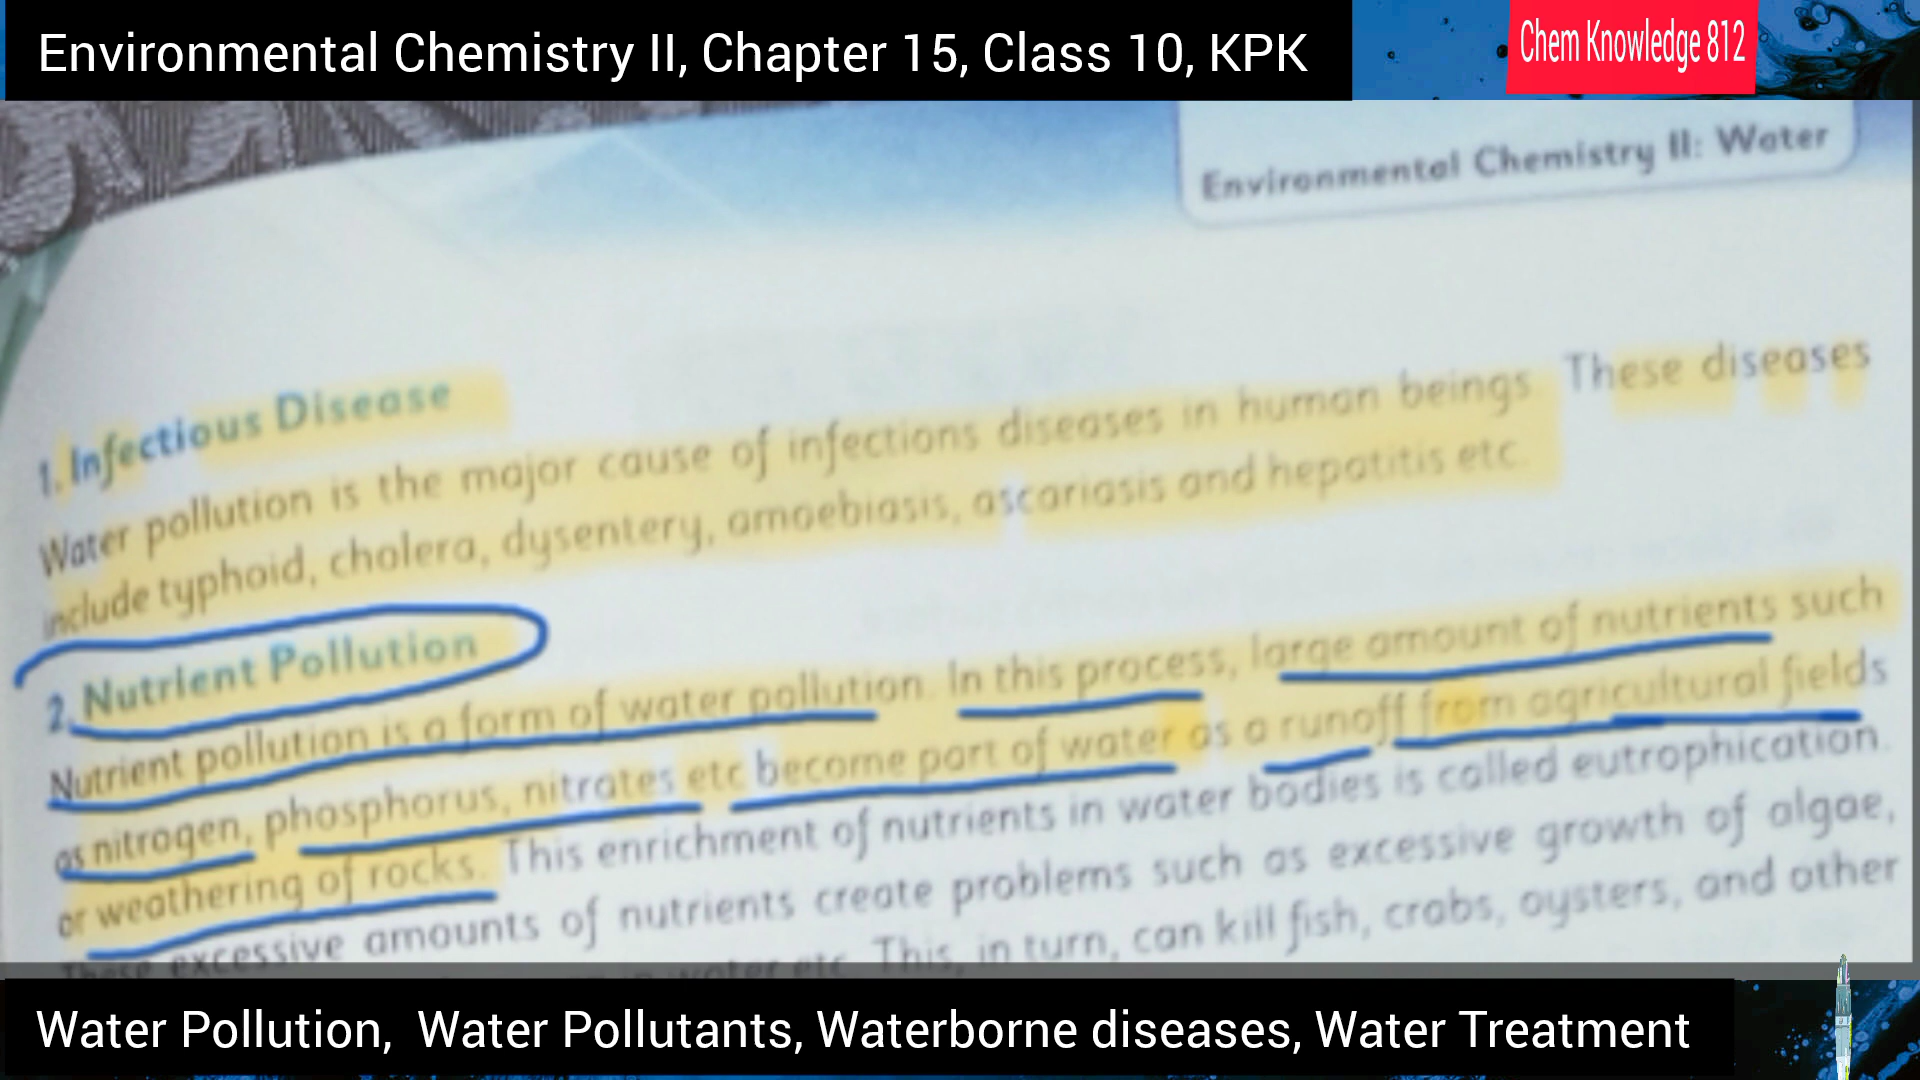 Environmental Chemistry II, Chapter 15, Class 10, KPK
Chem Knowledge 812
Environmental Chemistry II: Water
1. Infectious Disease
Water pollution is the major cause of infections diseases in human beings. These diseases
include typhoid, cholera, dysentery, amoebiasis, ascariasis and hepatitis etc.
2. Nutrient Pollution
Nutrient pollution is a form of water pollution. In this process, large amount of nutrients such
as nitrogen, phosphorus, nitrates etc become part of water as a runoff from agricultural fields
or weathering of rocks. This enrichment of nutrients in water bodies is called eutrophication.
These excessive amounts of nutrients create problems such as excessive growth of algae,
in water etc. This, in turn, can kill fish, crabs, oysters, and other
Water Pollution, Water Pollutants, Waterborne diseases, Water Treatment